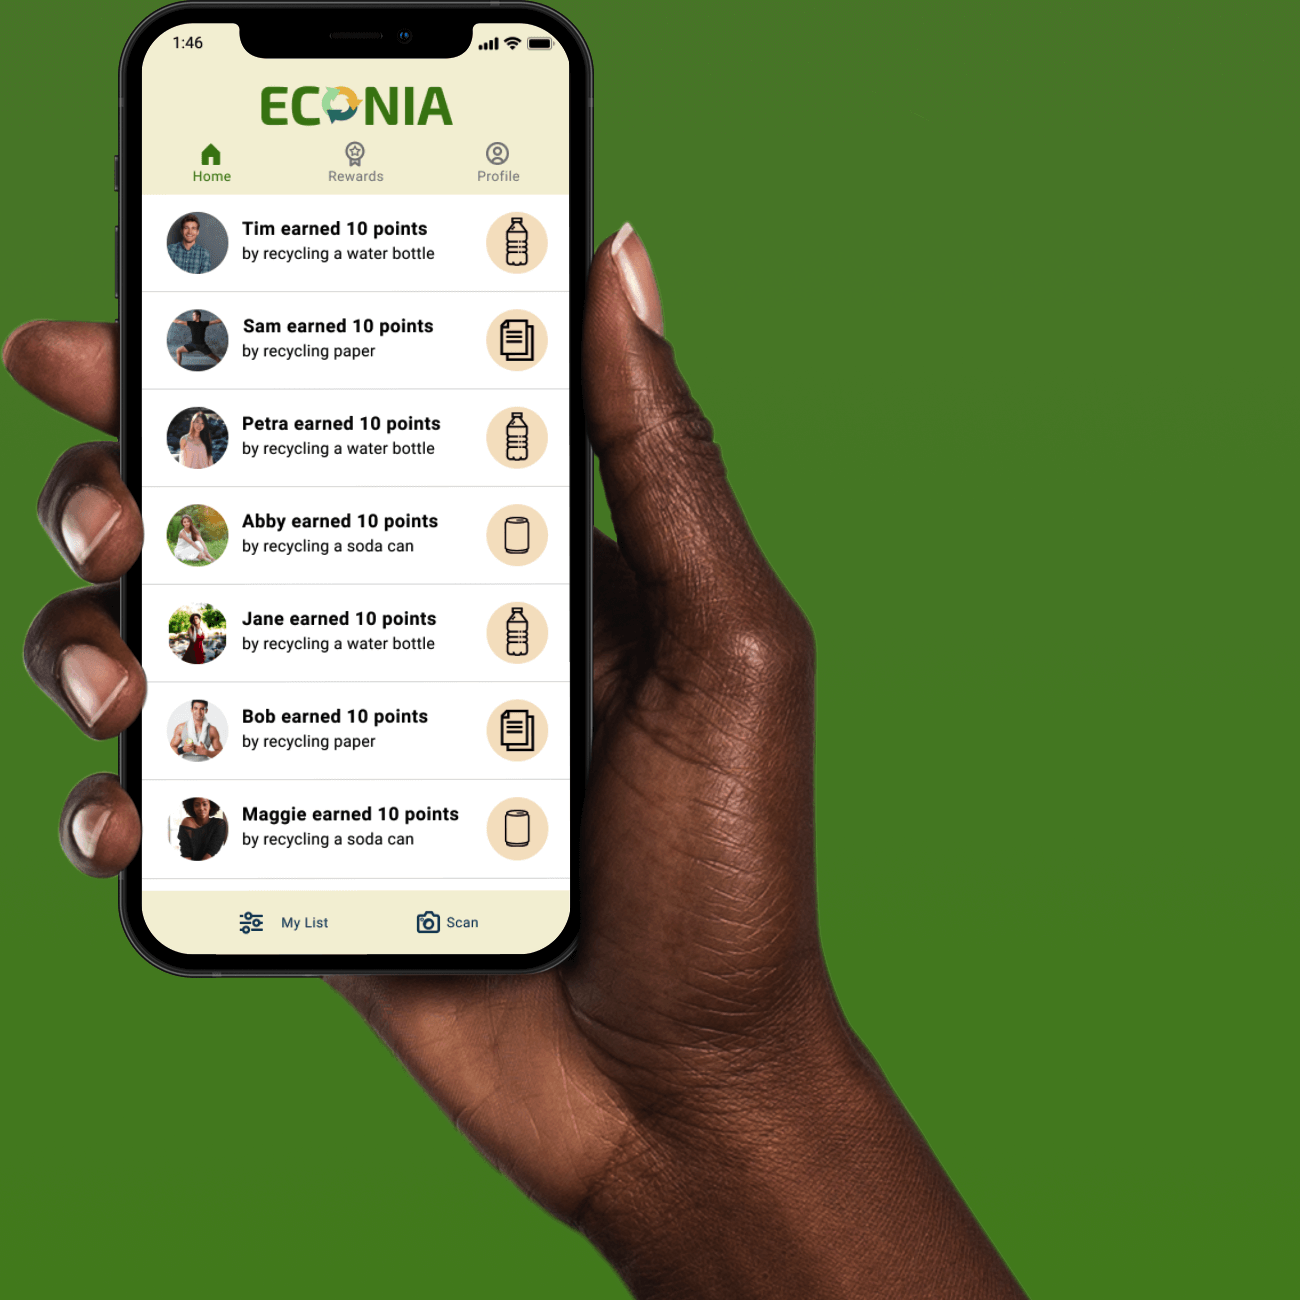 1:46
ECONIA
Home
Rewards
Profile
Tim earned 10 points
by recycling a water bottle
Sam earned 10 points
by recycling paper
Petra earned 10 points
by recycling a water bottle
Abby earned 10 points
by recycling a soda can
Jane earned 10 points
by recycling a water bottle
Bob earned 10 points
by recycling paper
Maggie earned 10 points
by recycling a soda can
My List
Scan